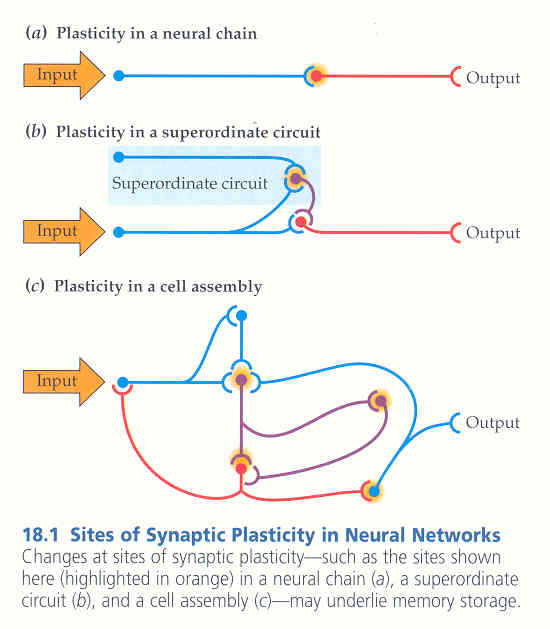 (a) Plasticity in a neural chain
Input
Output
(b) Plasticity in a superordinate circuit
Superordinate circuit
Input
Output
(c) Plasticity in a cell assembly
Input
Output
18.1 Sites of Synaptic Plasticity in Neural Networks
Changes at sites of synaptic plasticity—such as the sites shown
here (highlighted in orange) in a neural chain (a), a superordinate
circuit (b), and a cell assembly (c)—may underlie memory storage.